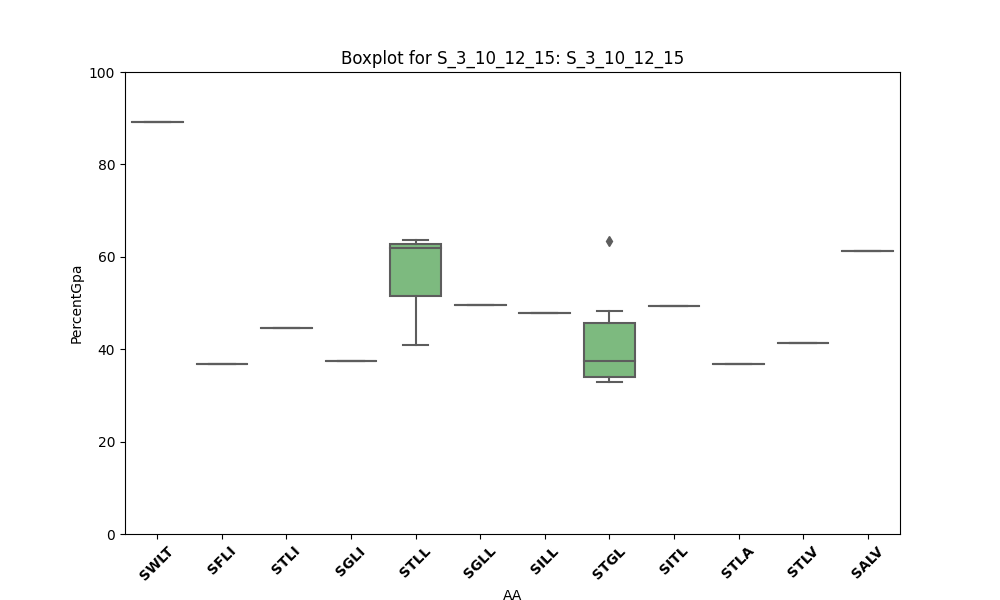 Boxplot for S_3_10_12_15: S_3_10_12_15
100
80
60
40
20
0
PercentGpa
SWLT SFLI STLI SGLI STLL SGLL SILL STGL SITL STLA STLV SALV
AA